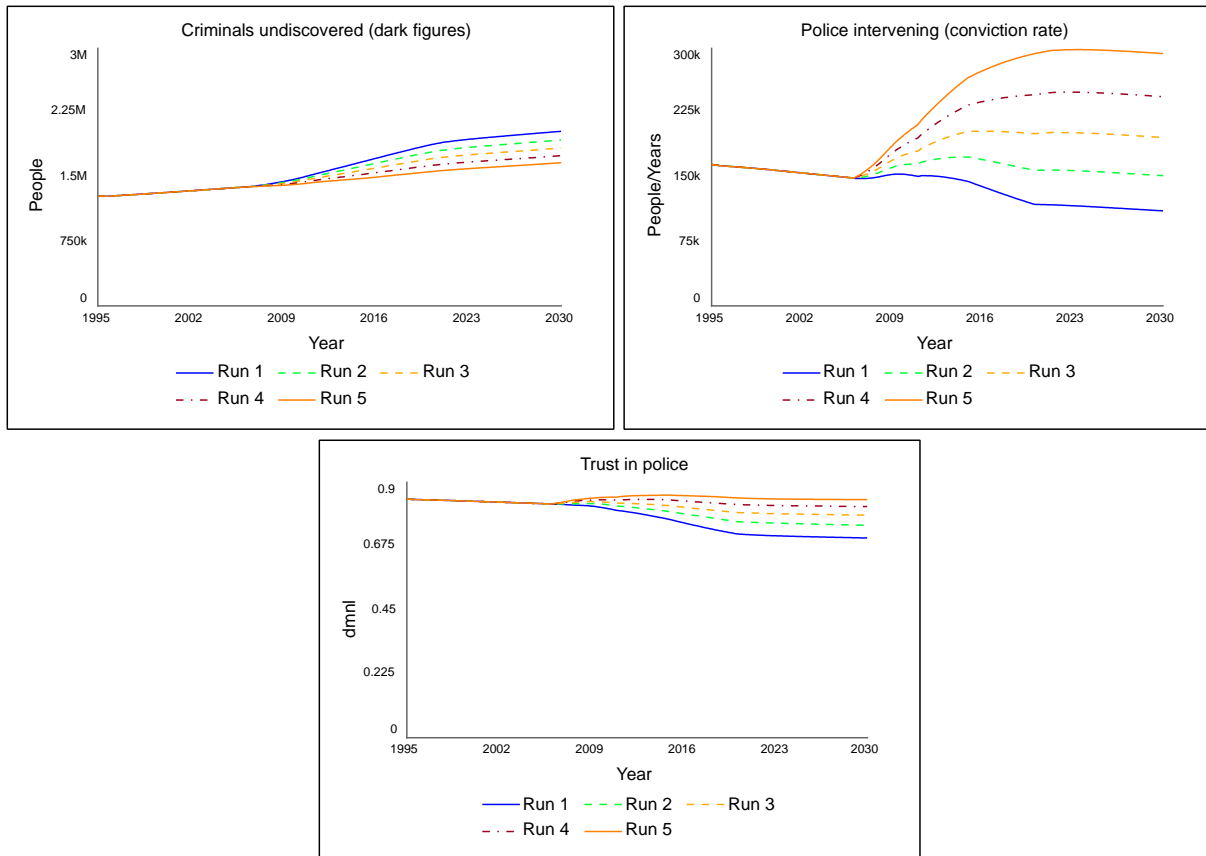 Criminals undiscovered (dark figures)
3M
2.25M
1.5M
750k
0
People
1995 2002 2009 2016 2023 2030
Year
Run 1 Run 2 Run 3
Run 4 Run 5
Police intervening (conviction rate)
300k
225k
150k
75k
0
People/Years
1995 2002 2009 2016 2023 2030
Year
Run 1 Run 2 Run 3
Run 4 Run 5
Trust in police
0.9
0.675
0.45
0.225
0
dmnl
1995 2002 2009 2016 2023 2030
Year
Run 1 Run 2 Run 3
Run 4 Run 5